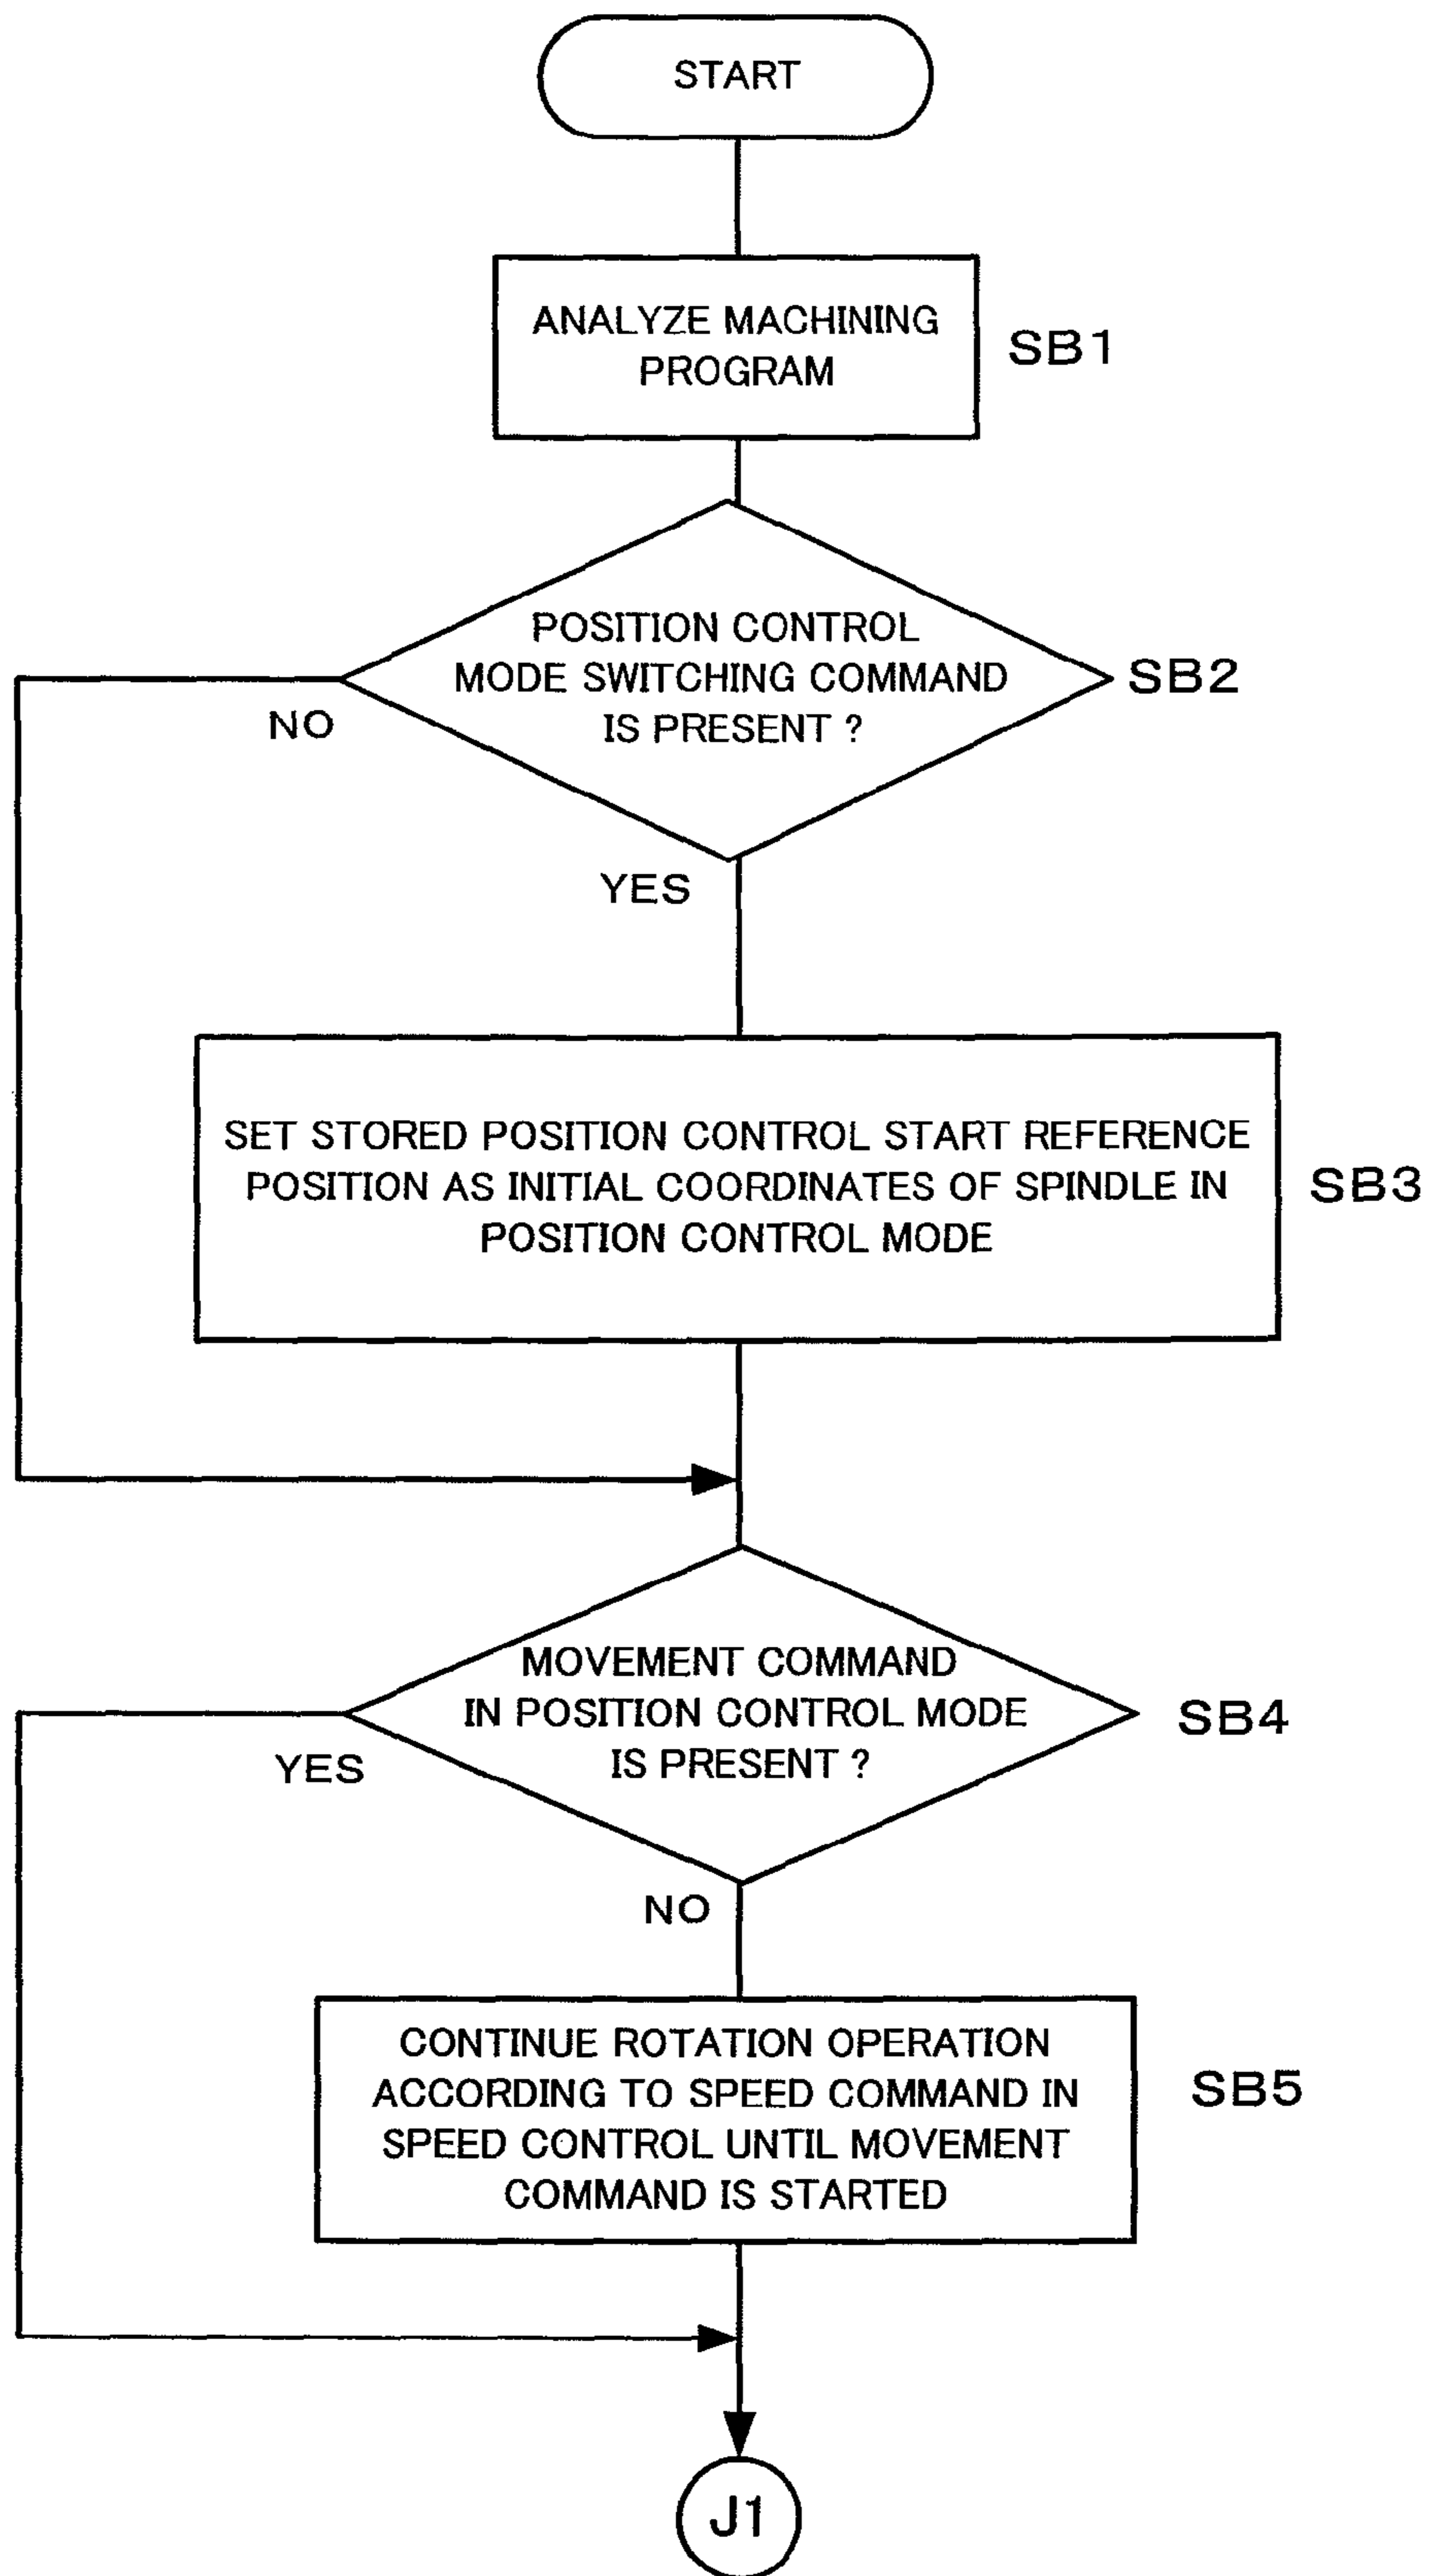 START
ANALYZE MACHINING
PROGRAM
SB1
POSITION CONTROL
MODE SWITCHING COMMAND
IS PRESENT ?
SB2
NO
YES
SET STORED POSITION CONTROL START REFERENCE
POSITION AS INITIAL COORDINATES OF SPINDLE IN
POSITION CONTROL MODE
SB3
MOVEMENT COMMAND
IN POSITION CONTROL MODE
IS PRESENT ?
SB4
YES
NO
CONTINUE ROTATION OPERATION
ACCORDING TO SPEED COMMAND IN
SPEED CONTROL UNTIL MOVEMENT
COMMAND IS STARTED
SB5
J1